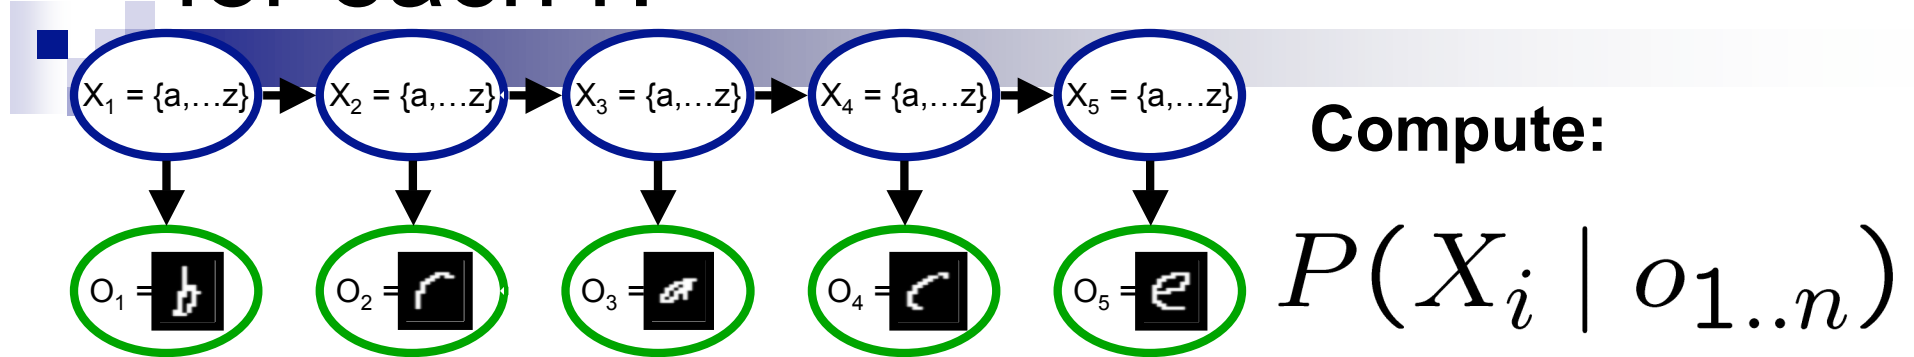 X₁ = {a,…z} X₂ = {a,…z} X₃ = {a,…z} X₄ = {a,…z} X₅ = {a,…z}
Compute:
O₁ = b O₂ = r O₃ = a O₄ = c O₅ = e
P(Xᵢ | o₁..ₙ)